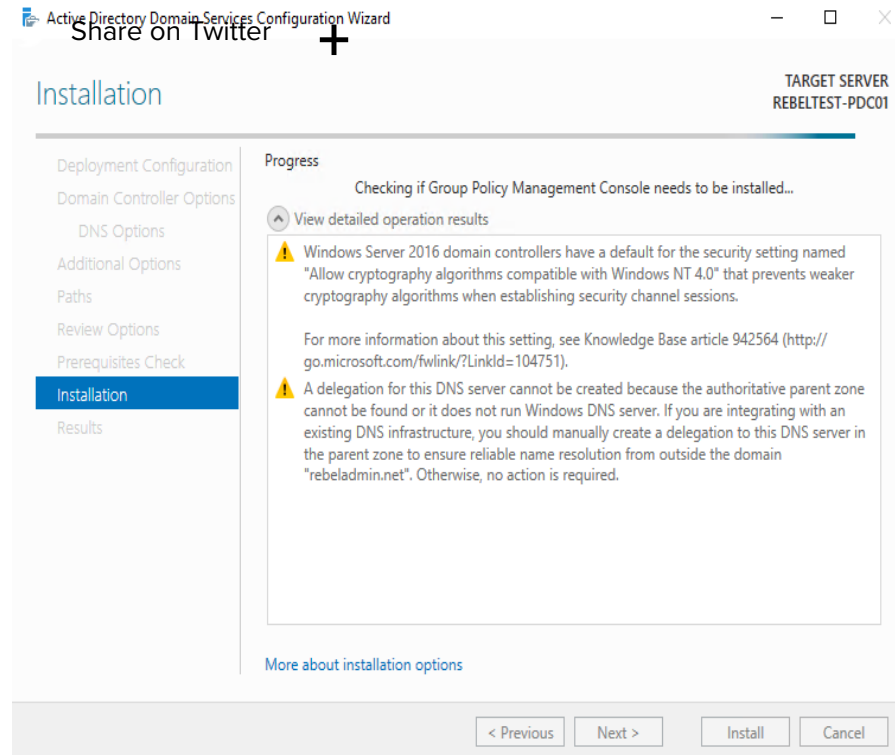 Active Directory Domain Services Configuration Wizard
Share on Twitter
Installation
TARGET SERVER
REBELTEST-PDC01
Deployment Configuration
Domain Controller Options
DNS Options
Additional Options
Paths
Review Options
Prerequisites Check
Installation
Results
Progress
Checking if Group Policy Management Console needs to be installed...
View detailed operation results
Windows Server 2016 domain controllers have a default for the security setting named
"Allow cryptography algorithms compatible with Windows NT 4.0" that prevents weaker
cryptography algorithms when establishing security channel sessions.
For more information about this setting, see Knowledge Base article 942564 (http://
go.microsoft.com/fwlink/?LinkId=104751).
A delegation for this DNS server cannot be created because the authoritative parent zone
cannot be found or it does not run Windows DNS server. If you are integrating with an
existing DNS infrastructure, you should manually create a delegation to this DNS server in
the parent zone to ensure reliable name resolution from outside the domain
"rebeladmin.net". Otherwise, no action is required.
More about installation options
< Previous
Next >
Install
Cancel